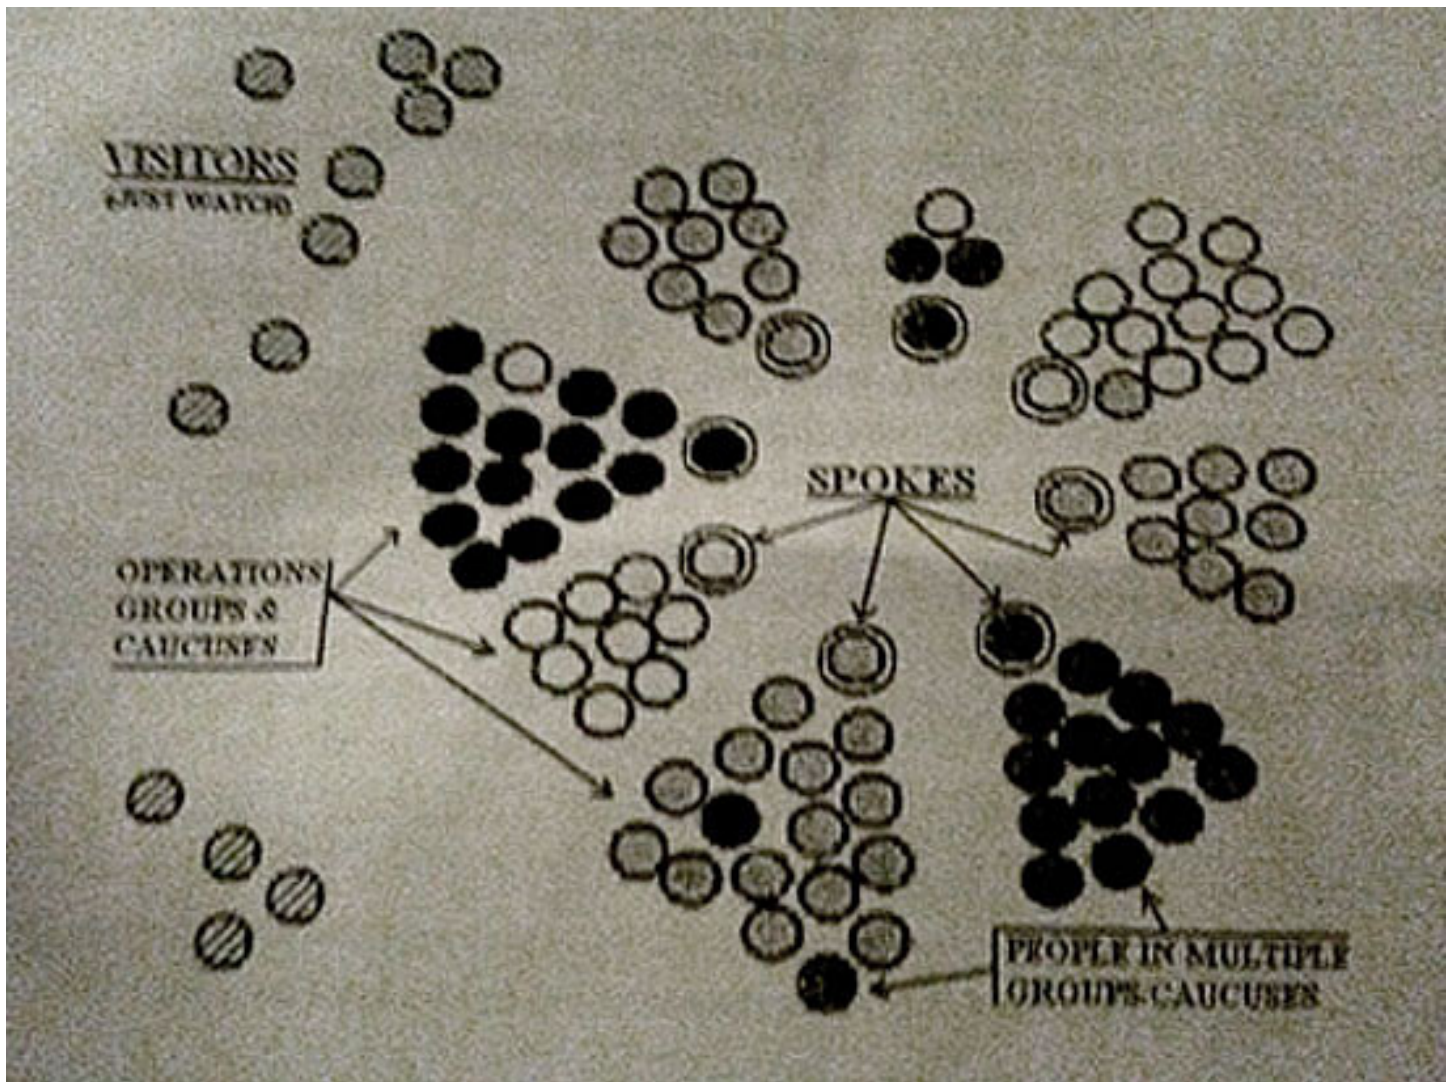 VISITORS
(JUST WATCH)
SPOKES
OPERATIONS
GROUPS &
CAUCUSES
PEOPLE IN MULTIPLE
GROUPS-CAUCUSES